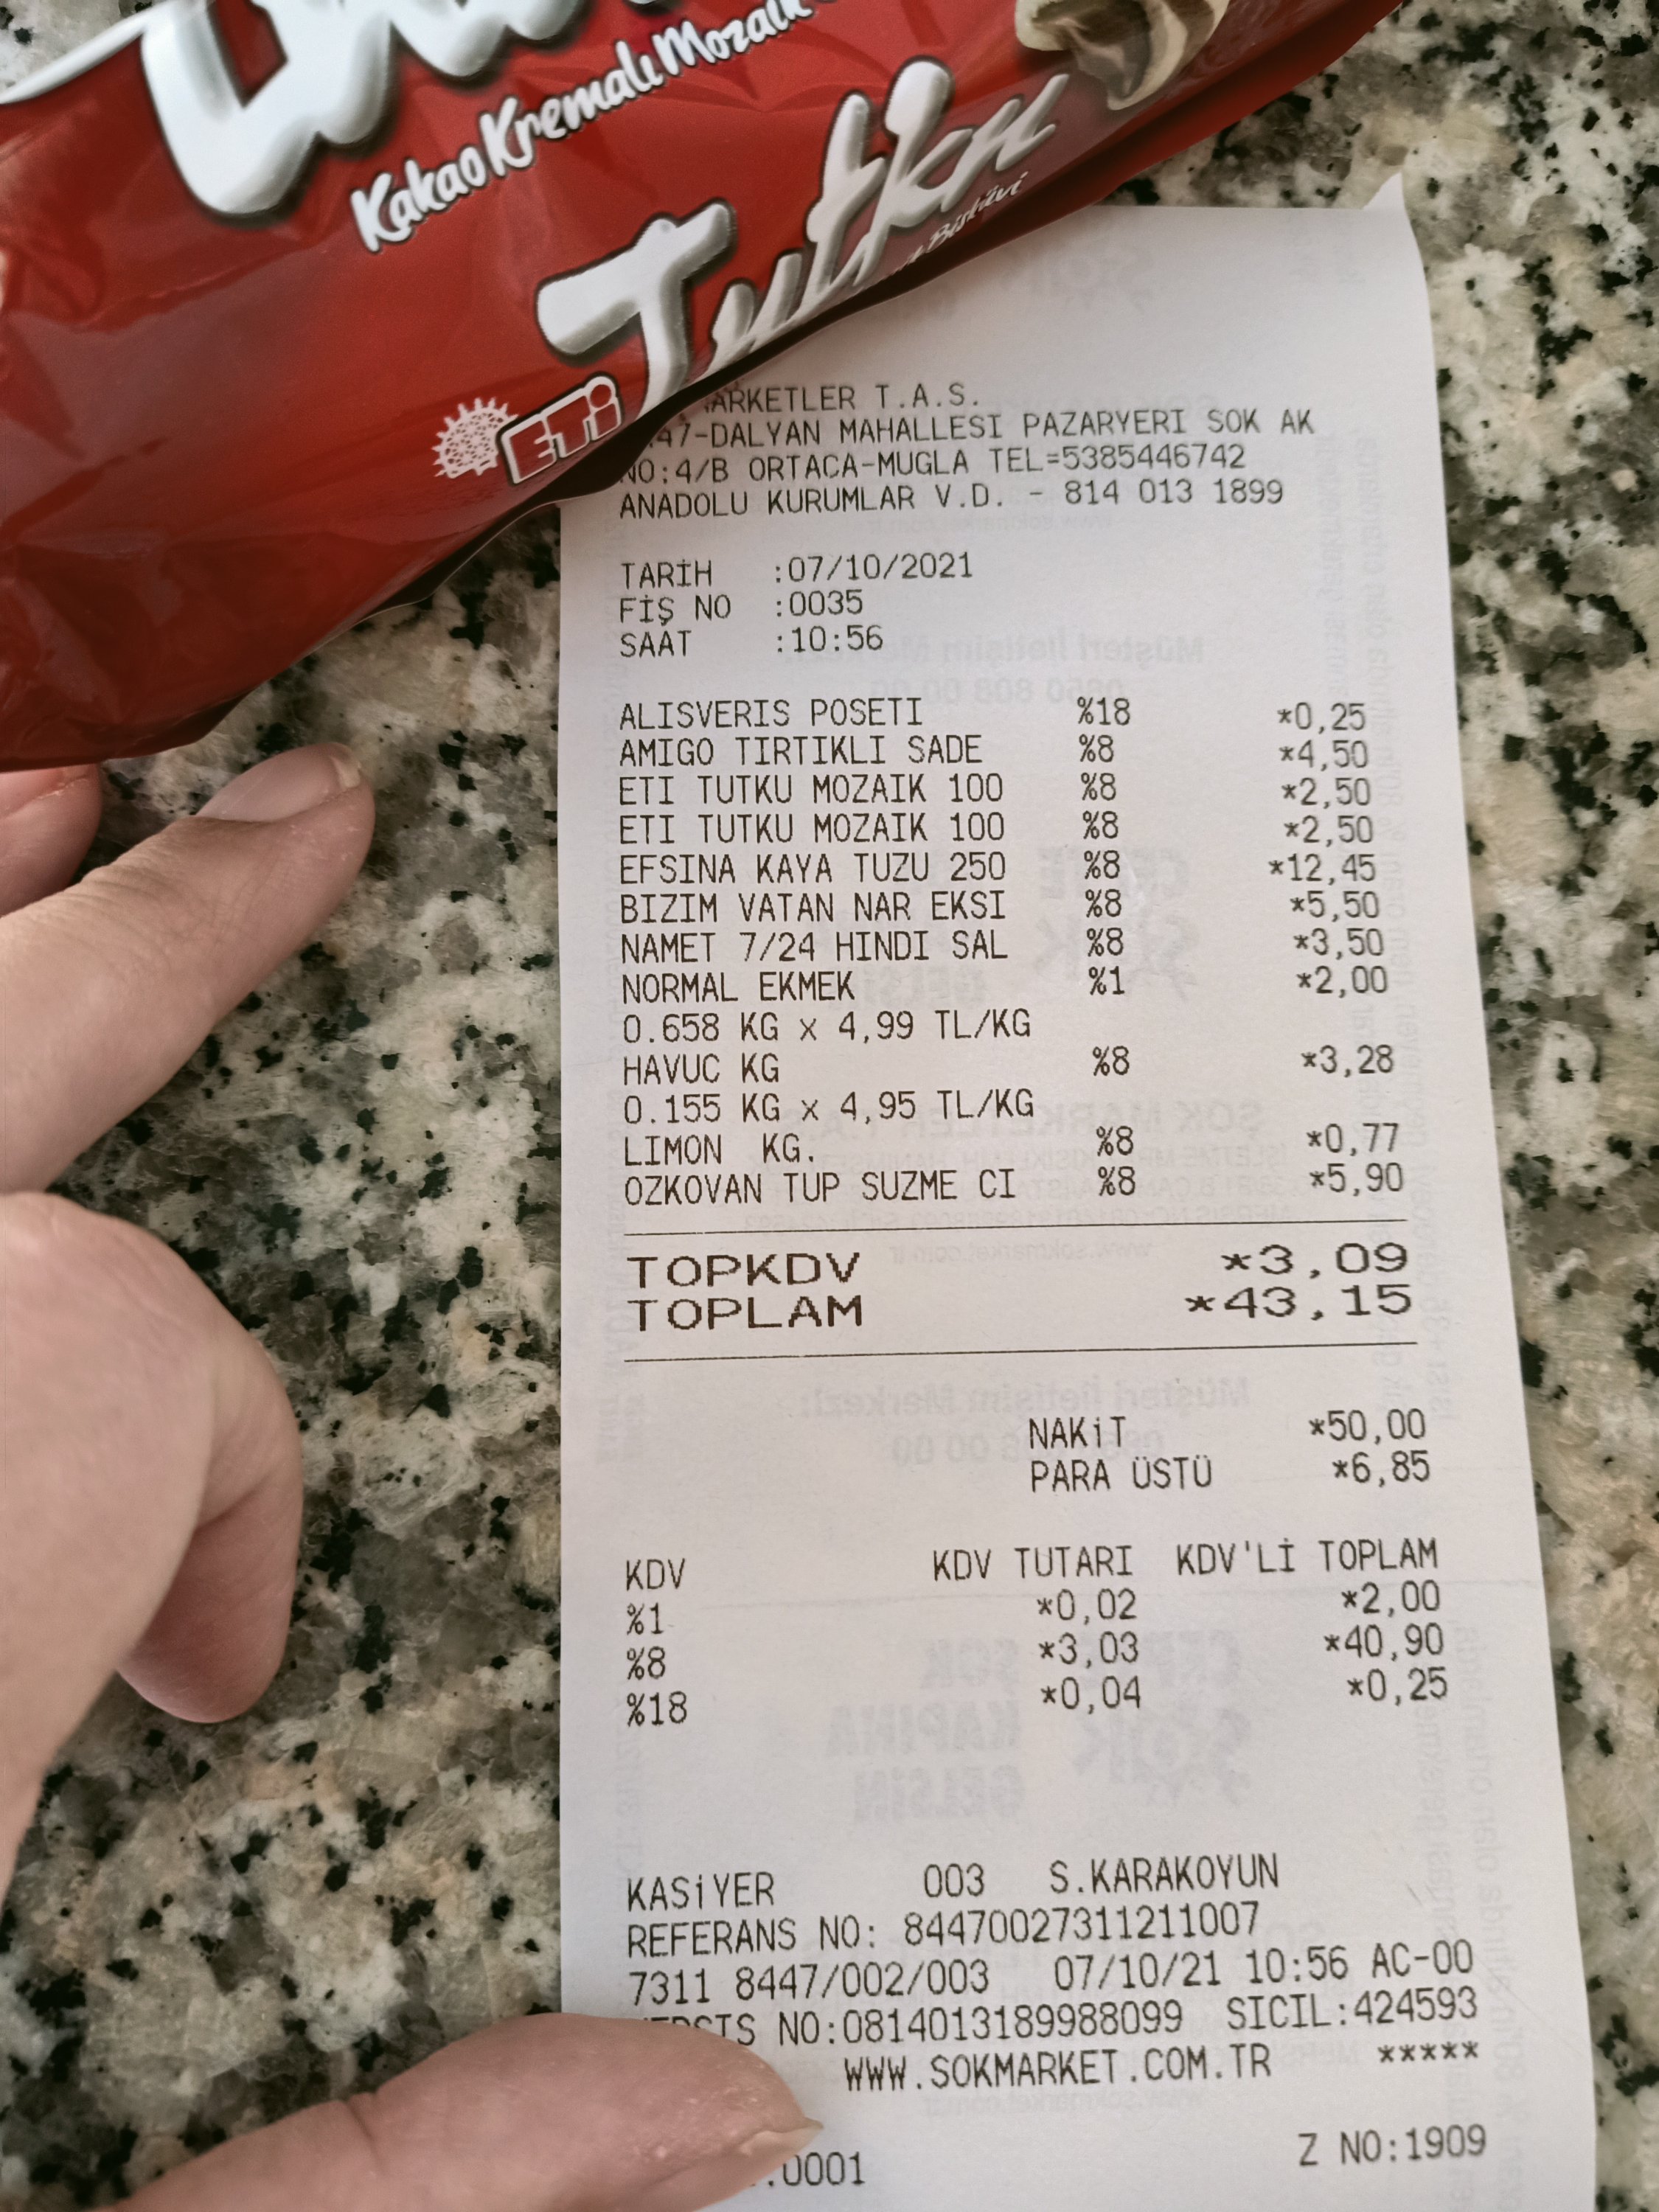 Kakao Kremalı Mozaik
Tutku
Bisküvi
ETİ
MARKETLER T.A.S.
47-DALYAN MAHALLESI PAZARYERI SOK AK
NO:4/B ORTACA-MUGLA TEL=5385446742
ANADOLU KURUMLAR V.D. - 814 013 1899
TARİH :07/10/2021
FİŞ NO :0035
SAAT :10:56
ALISVERIS POSETI %18 *0,25
AMIGO TIRTIKLI SADE %8 *4,50
ETI TUTKU MOZAIK 100 %8 *2,50
ETI TUTKU MOZAIK 100 %8 *2,50
EFSINA KAYA TUZU 250 %8 *12,45
BIZIM VATAN NAR EKSI %8 *5,50
NAMET 7/24 HINDI SAL %8 *3,50
NORMAL EKMEK %1 *2,00
0.658 KG x 4,99 TL/KG
HAVUC KG %8 *3,28
0.155 KG x 4,95 TL/KG
LIMON KG. %8 *0,77
OZKOVAN TUP SUZME CI %8 *5,90
TOPKDV *3,09
TOPLAM *43,15
NAKİT *50,00
PARA ÜSTÜ *6,85
KDV KDV TUTARI KDV'Lİ TOPLAM
%1 *0,02 *2,00
%8 *3,03 *40,90
%18 *0,04 *0,25
KASİYER 003 S.KARAKOYUN
REFERANS NO: 84470027311211007
7311 8447/002/003 07/10/21 10:56 AC-00
NO:0814013189988099 SICIL:424593
WWW.SOKMARKET.COM.TR *****
0001 Z NO:1909